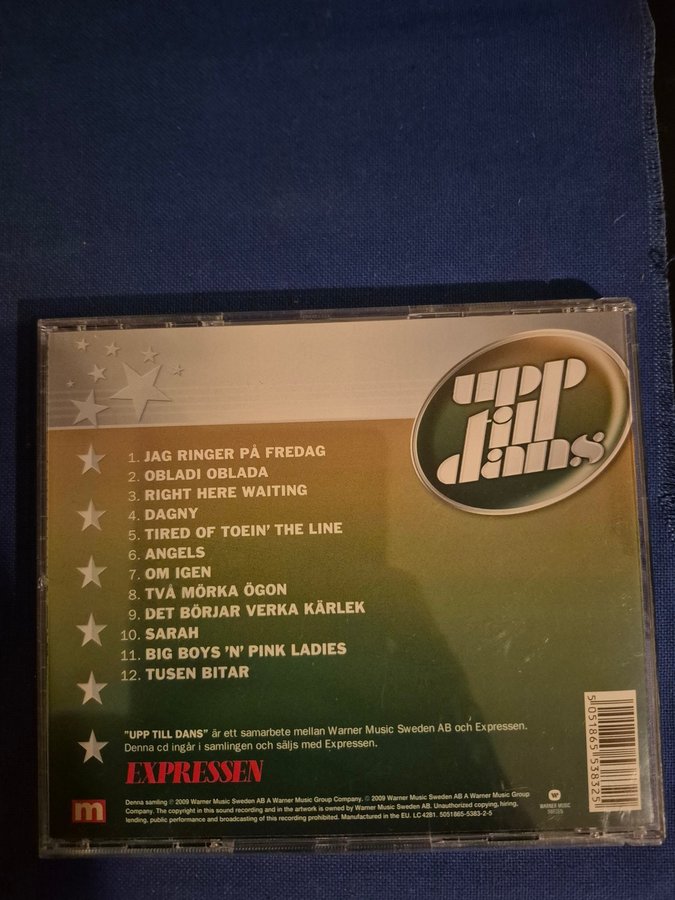 upp
till
dans
1. JAG RINGER PÅ FREDAG
2. OBLADI OBLADA
3. RIGHT HERE WAITING
4. DAGNY
5. TIRED OF TOEIN' THE LINE
6. ANGELS
7. OM IGEN
8. TVÅ MÖRKA ÖGON
9. DET BÖRJAR VERKA KÄRLEK
10. SARAH
11. BIG BOYS 'N' PINK LADIES
12. TUSEN BITAR
"UPP TILL DANS" är ett samarbete mellan Warner Music Sweden AB och Expressen.
Denna cd ingår i samlingen och säljs med Expressen.
EXPRESSEN
m
Denna samling ℗ 2009 Warner Music Sweden AB A Warner Music Group Company. © 2009 Warner Music Sweden AB A Warner Music Group
Company. The copyright in this sound recording and in the artwork is owned by Warner Music Sweden AB. Unauthorized copying, hiring,
lending, public performance and broadcasting of this recording prohibited. Manufactured in the EU. LC 4281. 5051865-5383-2-5
WARNER MUSIC
SWEDEN
5 051865 538325